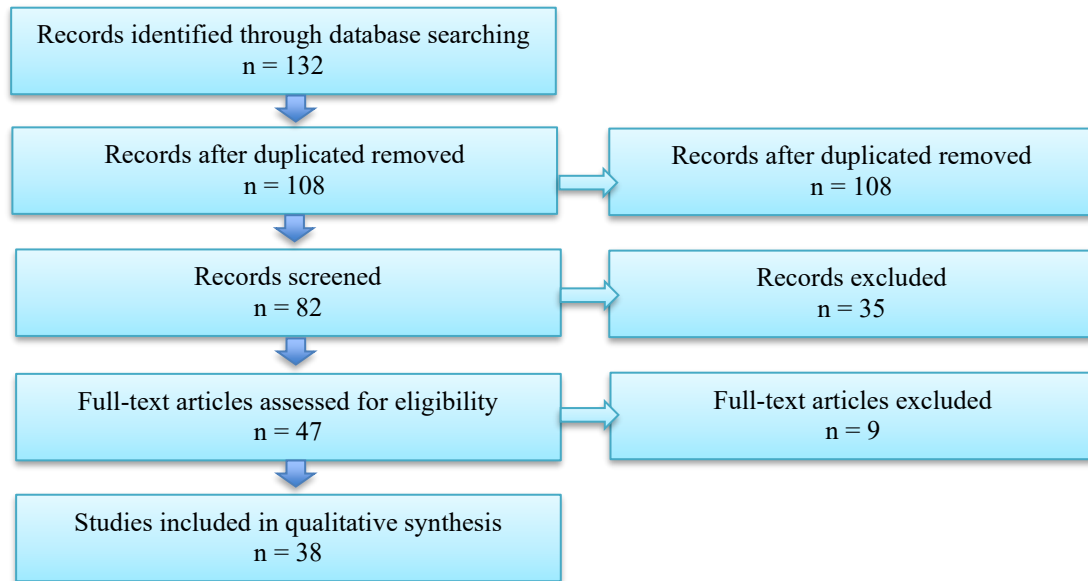 Records identified through database searching
n = 132
Records after duplicated removed
n = 108
Records after duplicated removed
n = 108
Records screened
n = 82
Records excluded
n = 35
Full-text articles assessed for eligibility
n = 47
Full-text articles excluded
n = 9
Studies included in qualitative synthesis
n = 38